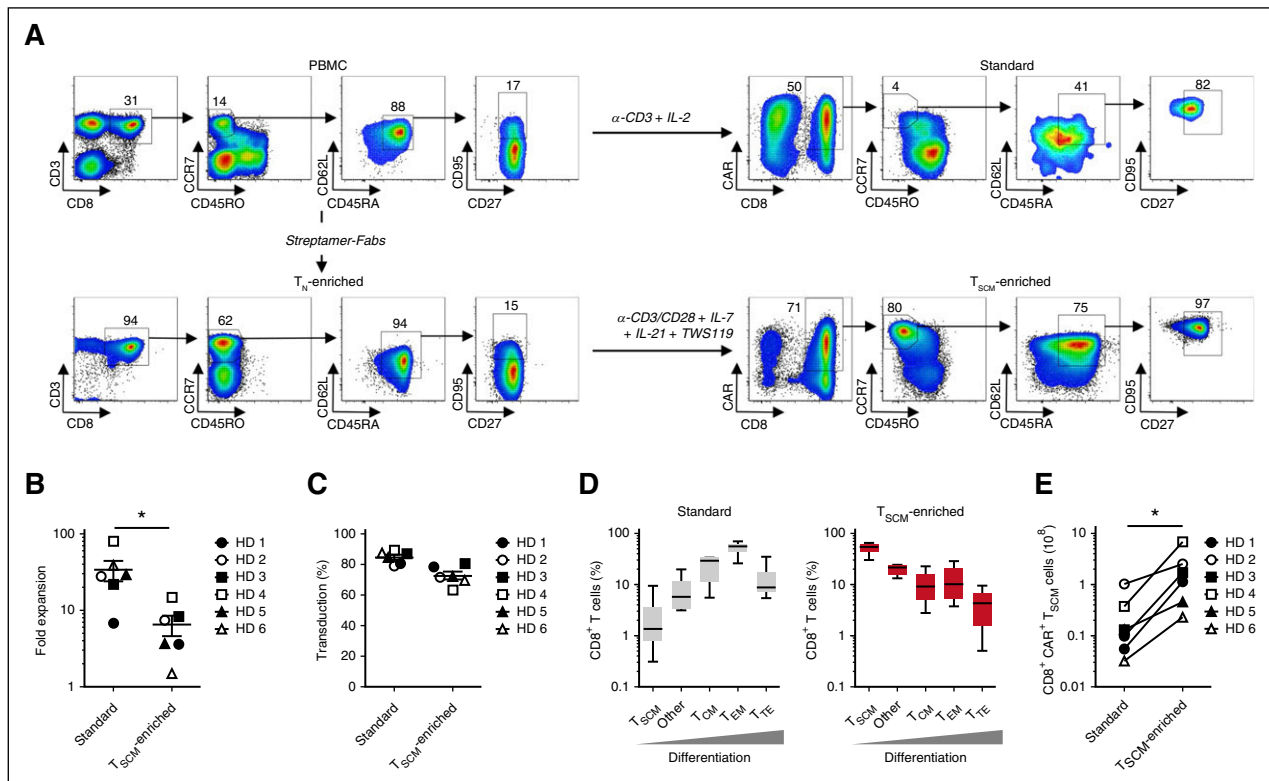 A
PBMC
Standard
31
14
88
17
50
4
41
82
α-CD3 + IL-2
CD3
CCR7
CD62L
CD95
CAR
CCR7
CD62L
CD95
CD8
CD45RO
CD45RA
CD27
CD8
CD45RO
CD45RA
CD27
Streptamer-Fabs
TN-enriched
TSCM-enriched
94
62
94
15
71
80
75
97
α-CD3/CD28 + IL-7
+ IL-21 + TWS119
CD3
CCR7
CD62L
CD95
CAR
CCR7
CD62L
CD95
CD8
CD45RO
CD45RA
CD27
CD8
CD45RO
CD45RA
CD27
B
*
Fold expansion
100
10
1
Standard
TSCM-enriched
HD 1
HD 2
HD 3
HD 4
HD 5
HD 6
C
Transduction (%)
100
80
60
40
20
0
Standard
TSCM-enriched
HD 1
HD 2
HD 3
HD 4
HD 5
HD 6
D
Standard
CD8+ T cells (%)
100
10
1
0.1
TSCM
Other
TCM
TEM
TTE
Differentiation
TSCM-enriched
CD8+ T cells (%)
100
10
1
0.1
TSCM
Other
TCM
TEM
TTE
Differentiation
E
*
CD8+ CAR+ TSCM cells (10^8)
10
1
0.1
0.01
Standard
TSCM-enriched
HD 1
HD 2
HD 3
HD 4
HD 5
HD 6